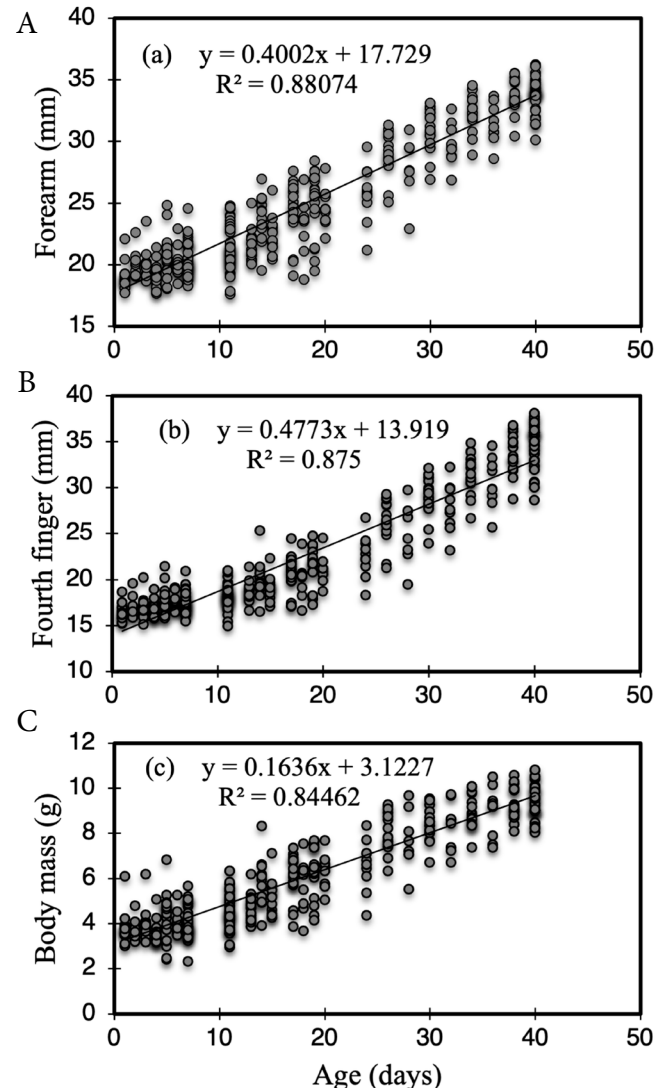 A
40
(a) y = 0.4002x + 17.729
35
R² = 0.88074
30
Forearm (mm)
25
20
15
0 10 20 30 40 50
B
40
(b) y = 0.4773x + 13.919
35
R² = 0.875
30
Fourth finger (mm)
25
20
15
10
0 10 20 30 40 50
C
12
(c) y = 0.1636x + 3.1227
10
R² = 0.84462
8
Body mass (g)
6
4
2
0
0 10 20 30 40 50
Age (days)